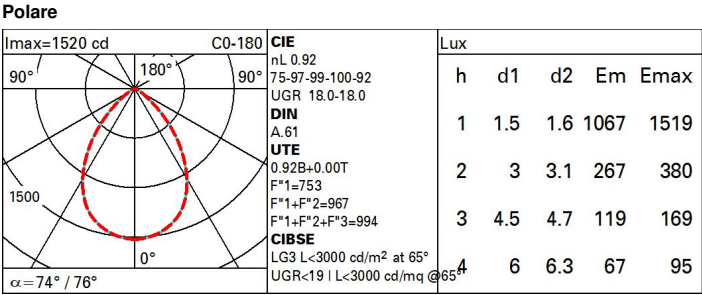 Polare
Imax=1520 cd C0-180
90° 180° 90°
1500
0°
α=74° / 76°
CIE
nL 0.92
75-97-99-100-92
UGR 18.0-18.0
DIN
A.61
UTE
0.92B+0.00T
F"1=753
F"1+F"2=967
F"1+F"2+F"3=994
CIBSE
LG3 L<3000 cd/m² at 65°
UGR<19 | L<3000 cd/mq @65°
Lux
h d1 d2 Em Emax
1 1.5 1.6 1067 1519
2 3 3.1 267 380
3 4.5 4.7 119 169
4 6 6.3 67 95